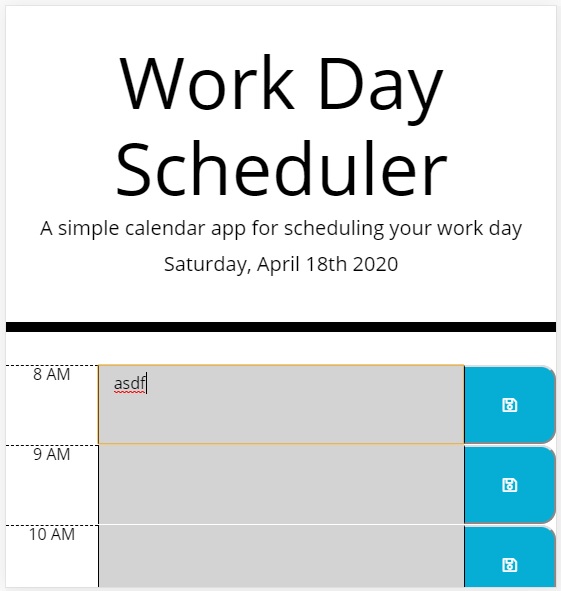 Work Day
Scheduler
A simple calendar app for scheduling your work day
Saturday, April 18th 2020
8 AM
asdf
9 AM
10 AM